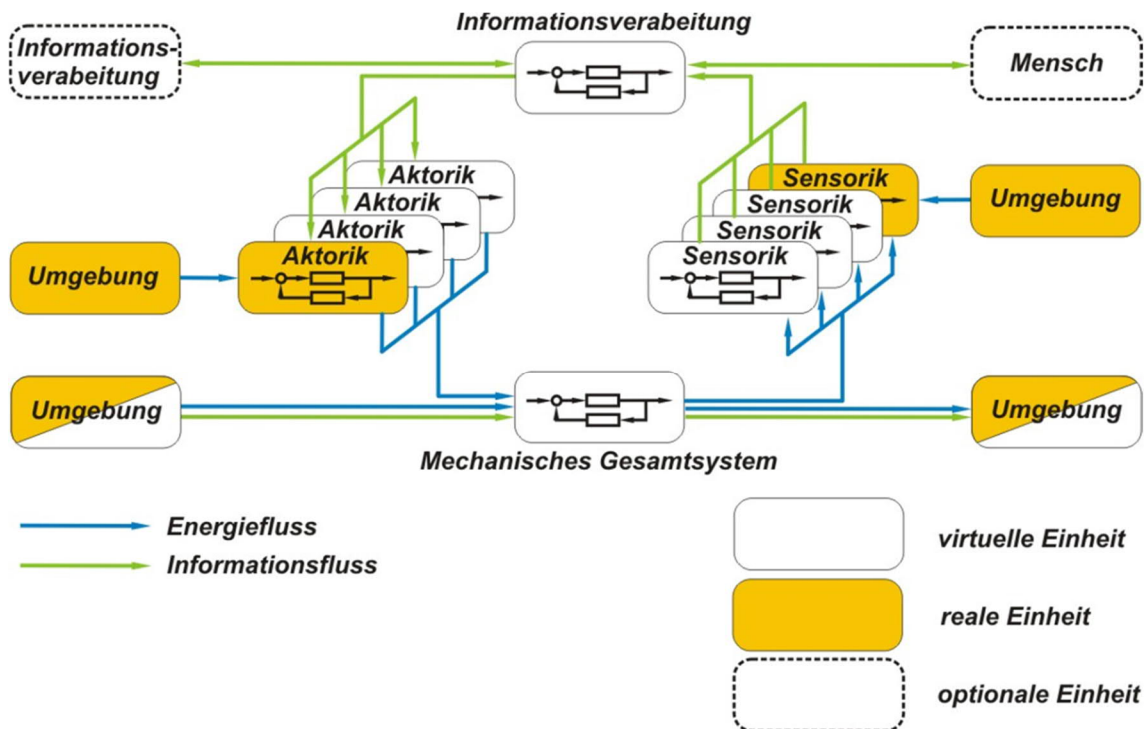 Informationsverabeitung
Informations-
verabeitung
Mensch
Aktorik
Aktorik
Aktorik
Aktorik
Sensorik
Sensorik
Sensorik
Sensorik
Umgebung
Umgebung
Umgebung
Umgebung
Mechanisches Gesamtsystem
Energiefluss
Informationsfluss
virtuelle Einheit
reale Einheit
optionale Einheit